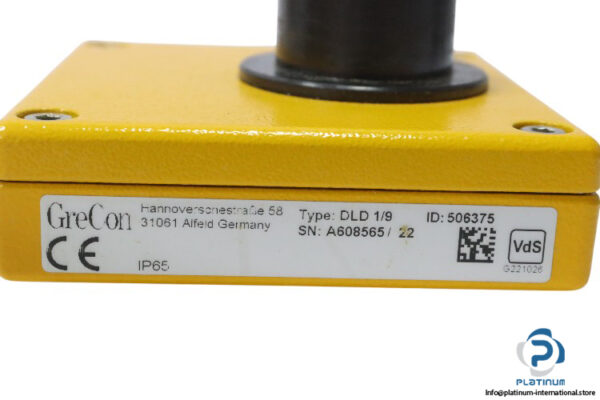 GreCon
Hannoverschestraße 58
31061 Alfeld Germany
Type: DLD 1/9
ID: 506375
SN: A608565/ 22
CE
IP65
VdS
G221026
PLATINUM
Info@platinum-international.store